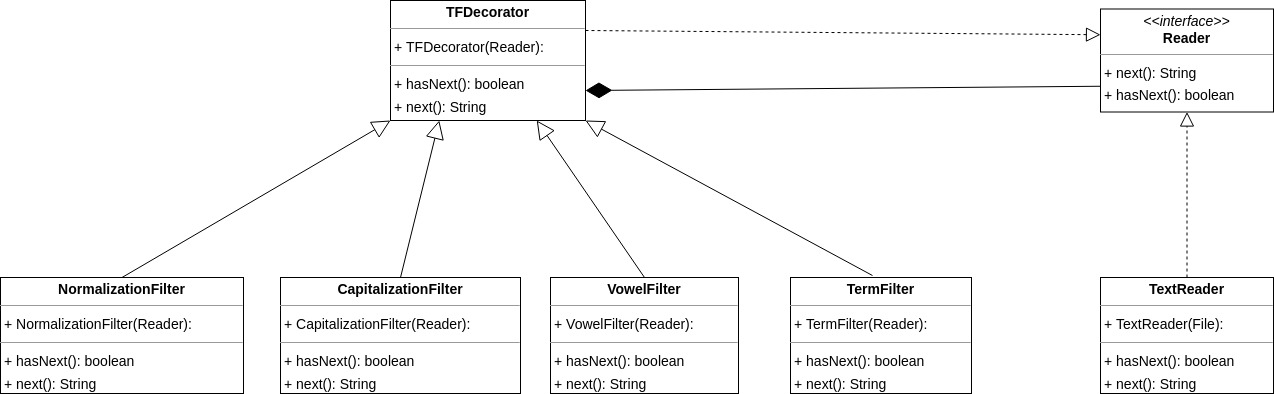 TFDecorator
+ TFDecorator(Reader):
+ hasNext(): boolean
+ next(): String
<<interface>>
Reader
+ next(): String
+ hasNext(): boolean
NormalizationFilter
+ NormalizationFilter(Reader):
+ hasNext(): boolean
+ next(): String
CapitalizationFilter
+ CapitalizationFilter(Reader):
+ hasNext(): boolean
+ next(): String
VowelFilter
+ VowelFilter(Reader):
+ hasNext(): boolean
+ next(): String
TermFilter
+ TermFilter(Reader):
+ hasNext(): boolean
+ next(): String
TextReader
+ TextReader(File):
+ hasNext(): boolean
+ next(): String